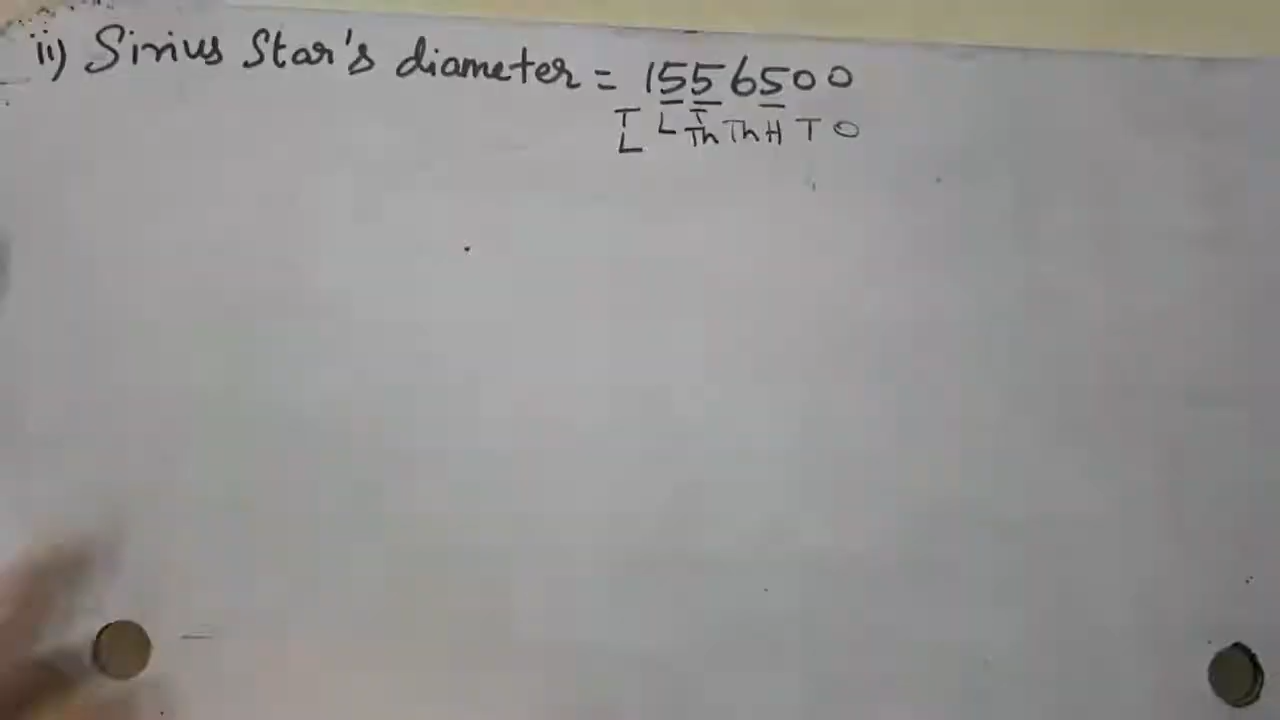 ii) Sirius Star's diameter = 1556500
T L T Th H T O
L Th